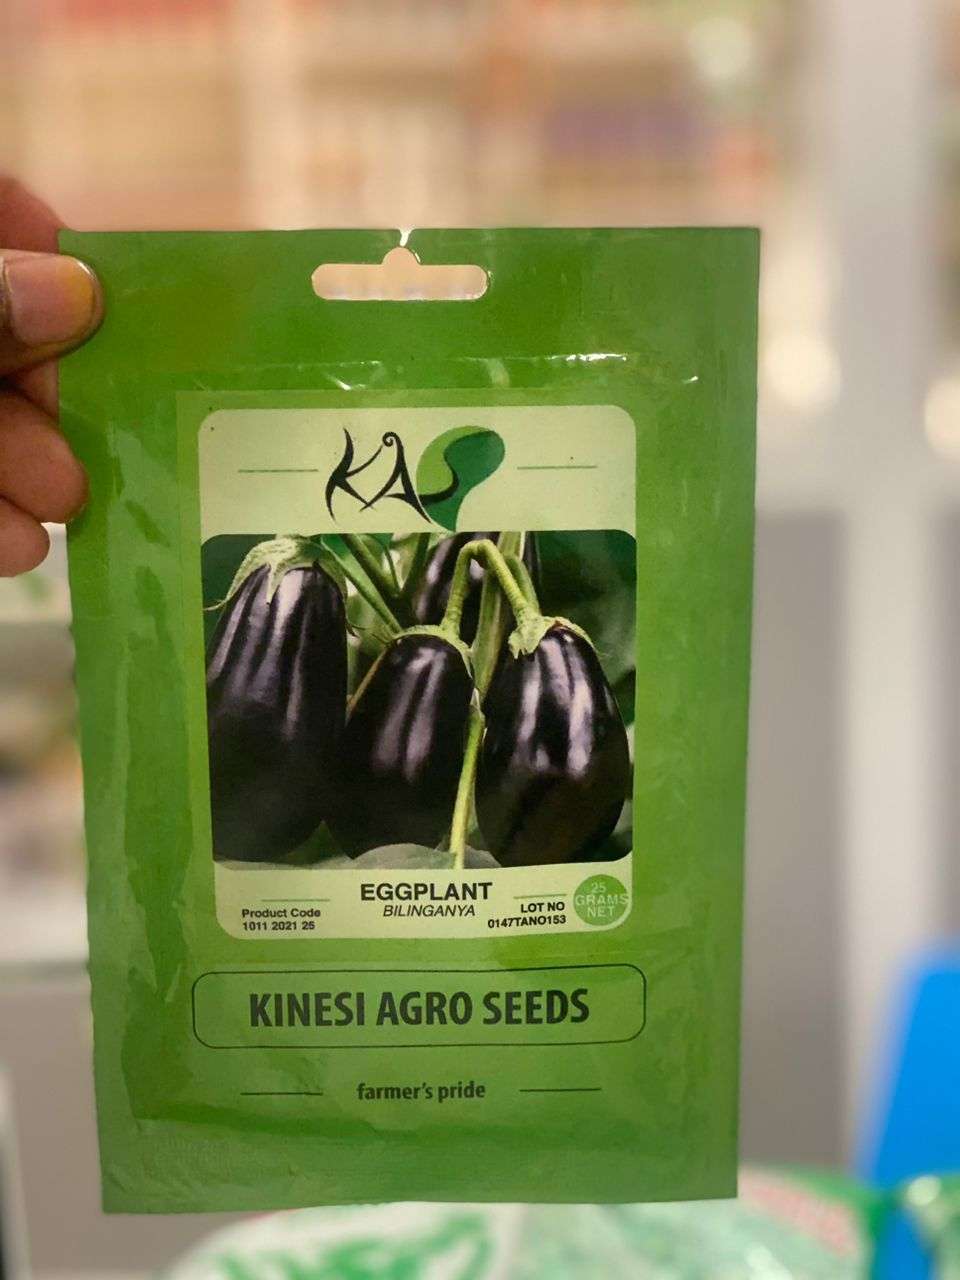 KAS
EGGPLANT
BILINGANYA
Product Code
1011 2021 25
LOT NO
0147TANO153
25
GRAMS
NET
KINESI AGRO SEEDS
farmer's pride